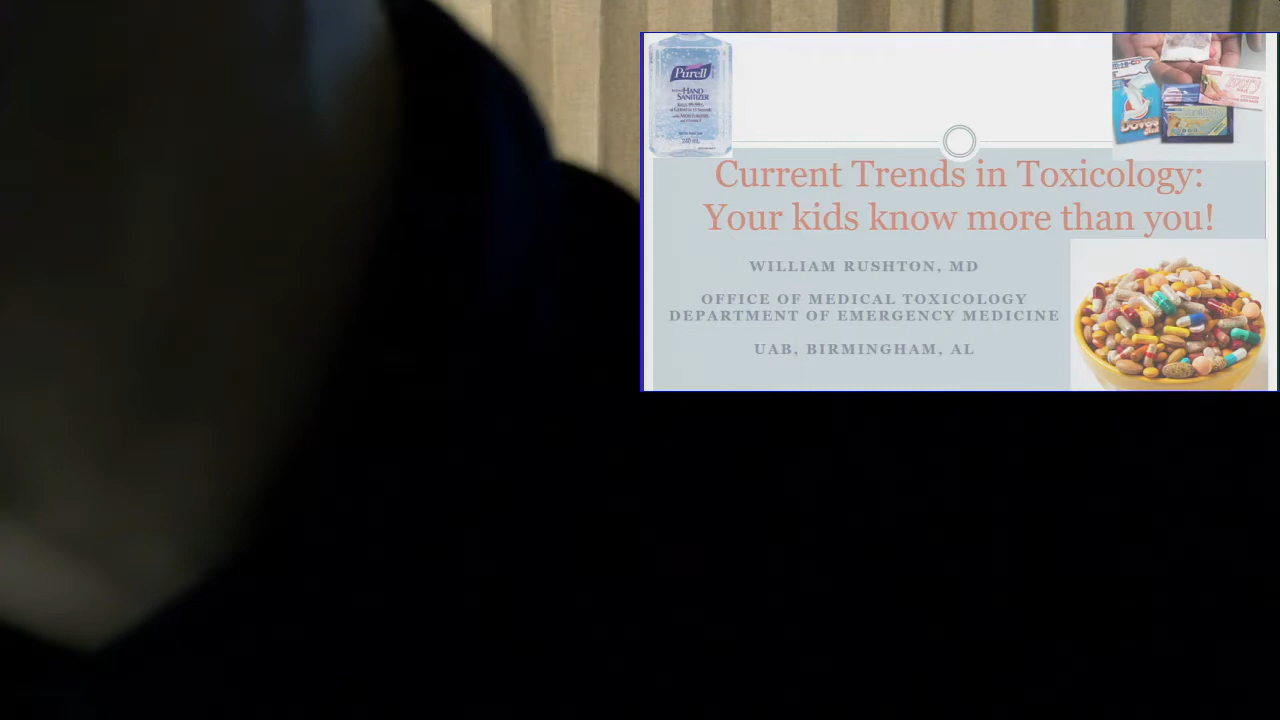 Purell
HAND
SANITIZER
Current Trends in Toxicology:
Your kids know more than you!
WILLIAM RUSHTON, MD
OFFICE OF MEDICAL TOXICOLOGY
DEPARTMENT OF EMERGENCY MEDICINE
UAB, BIRMINGHAM, AL